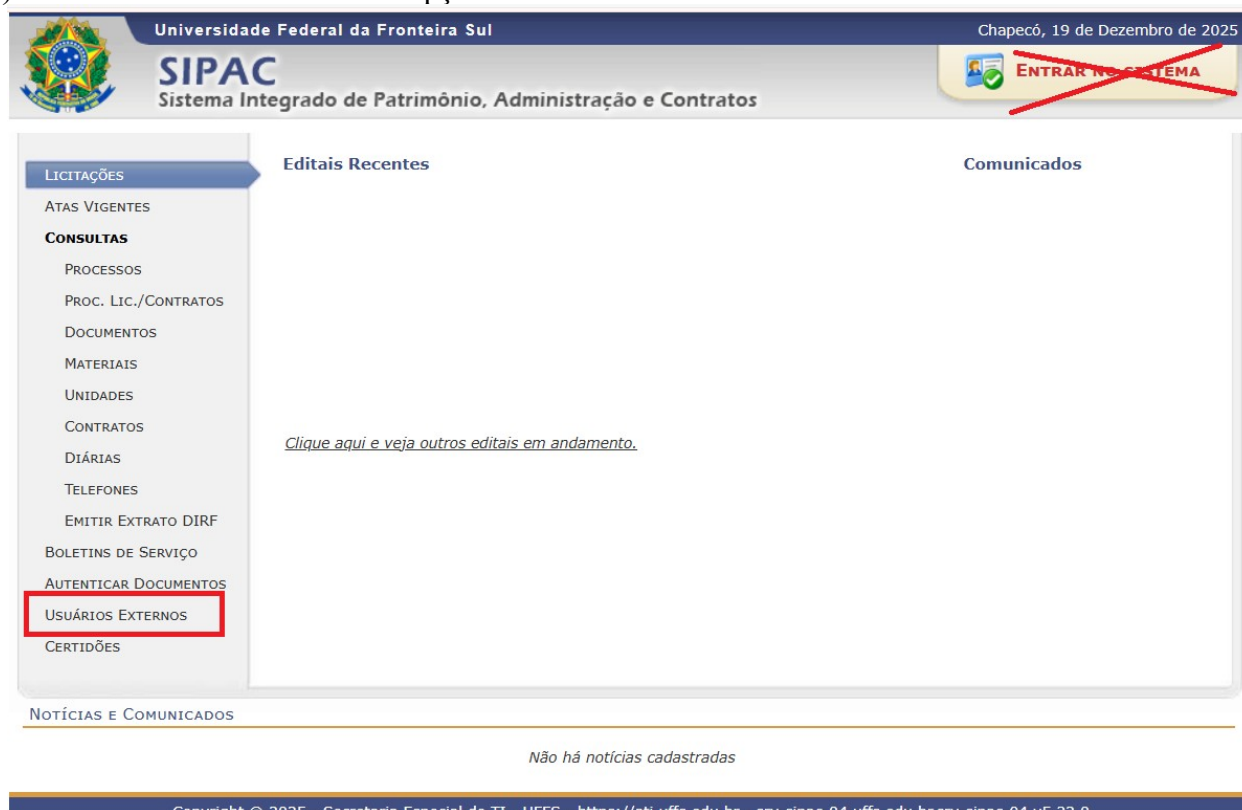 Universidade Federal da Fronteira Sul
Chapecó, 19 de Dezembro de 2025
SIPAC
Sistema Integrado de Patrimônio, Administração e Contratos
ENTRAR NO SISTEMA
LICITAÇÕES
ATAS VIGENTES
CONSULTAS
PROCESSOS
PROC. LIC./CONTRATOS
DOCUMENTOS
MATERIAIS
UNIDADES
CONTRATOS
DIÁRIAS
TELEFONES
EMITIR EXTRATO DIRF
BOLETINS DE SERVIÇO
AUTENTICAR DOCUMENTOS
USUÁRIOS EXTERNOS
CERTIDÕES
Editais Recentes
Clique aqui e veja outros editais em andamento.
Comunicados
NOTÍCIAS E COMUNICADOS
Não há notícias cadastradas